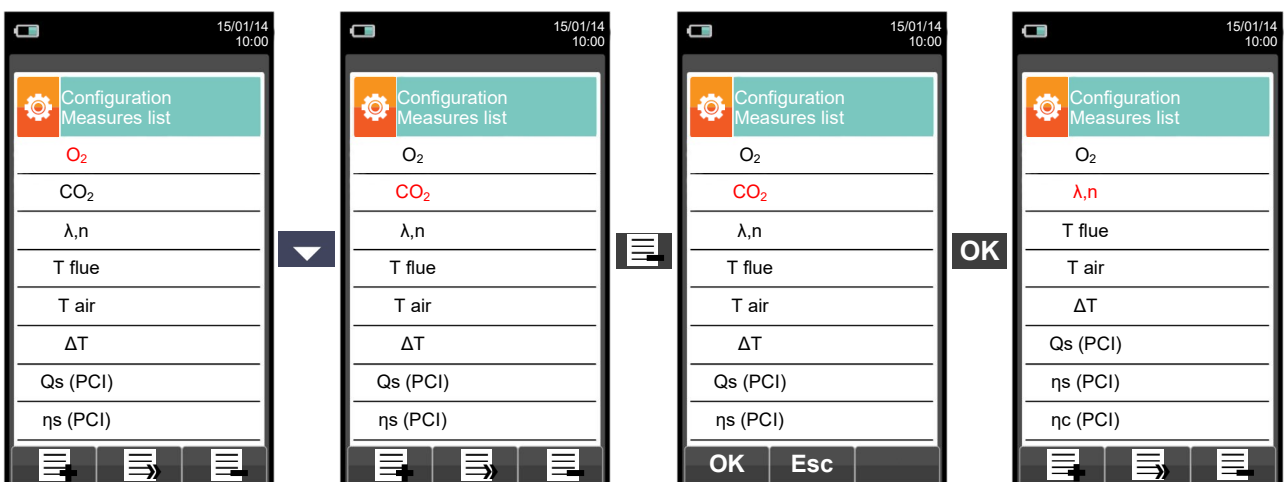 15/01/14
10:00
Configuration
Measures list
O₂
CO₂
λ,n
T flue
T air
ΔT
Qs (PCI)
ηs (PCI)
15/01/14
10:00
Configuration
Measures list
O₂
CO₂
λ,n
T flue
T air
ΔT
Qs (PCI)
ηs (PCI)
15/01/14
10:00
Configuration
Measures list
O₂
CO₂
λ,n
T flue
T air
ΔT
Qs (PCI)
ηs (PCI)
OK Esc
OK
15/01/14
10:00
Configuration
Measures list
O₂
λ,n
T flue
T air
ΔT
Qs (PCI)
ηs (PCI)
ηc (PCI)